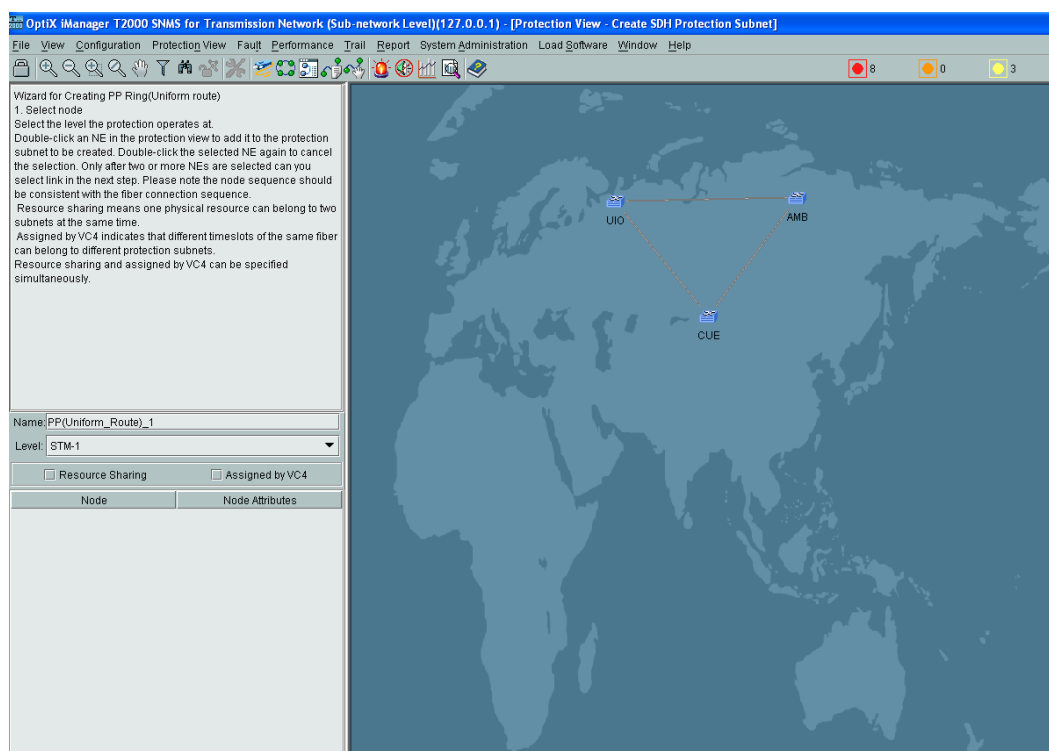 OptiX iManager T2000 SNMS for Transmission Network (Sub-network Level)(127.0.0.1) - [Protection View - Create SDH Protection Subnet]
File View Configuration Protection View Fault Performance Trail Report System Administration Load Software Window Help
8 0 3
Wizard for Creating PP Ring(Uniform route)
1. Select node
Select the level the protection operates at.
Double-click an NE in the protection view to add it to the protection
subnet to be created. Double-click the selected NE again to cancel
the selection. Only after two or more NEs are selected can you
select link in the next step. Please note the node sequence should
be consistent with the fiber connection sequence.
Resource sharing means one physical resource can belong to two
subnets at the same time.
Assigned by VC4 indicates that different timeslots of the same fiber
can belong to different protection subnets.
Resource sharing and assigned by VC4 can be specified
simultaneously.
Name: PP(Uniform_Route)_1
Level: STM-1
Resource Sharing Assigned by VC4
Node Node Attributes
UIO
AMB
CUE